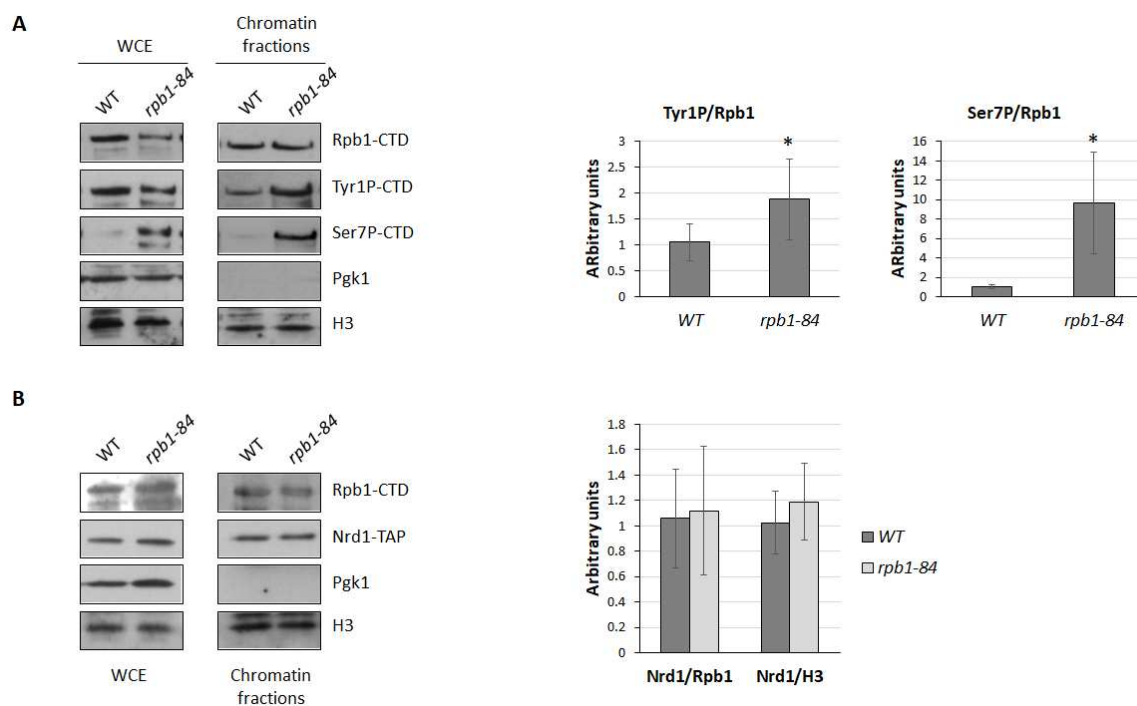 A
WCE
Chromatin
fractions
WT
rpb1-84
WT
rpb1-84
Rpb1-CTD
Tyr1P-CTD
Ser7P-CTD
Pgk1
H3
Tyr1P/Rpb1
ARbitrary units
3
2.5
2
1.5
1
0.5
0
*
WT
rpb1-84
Ser7P/Rpb1
ARbitrary units
16
14
12
10
8
6
4
2
0
*
WT
rpb1-84
B
WT
rpb1-84
WT
rpb1-84
Rpb1-CTD
Nrd1-TAP
Pgk1
H3
WCE
Chromatin
fractions
Arbitrary units
1.8
1.6
1.4
1.2
1
0.8
0.6
0.4
0.2
0
Nrd1/Rpb1
Nrd1/H3
WT
rpb1-84